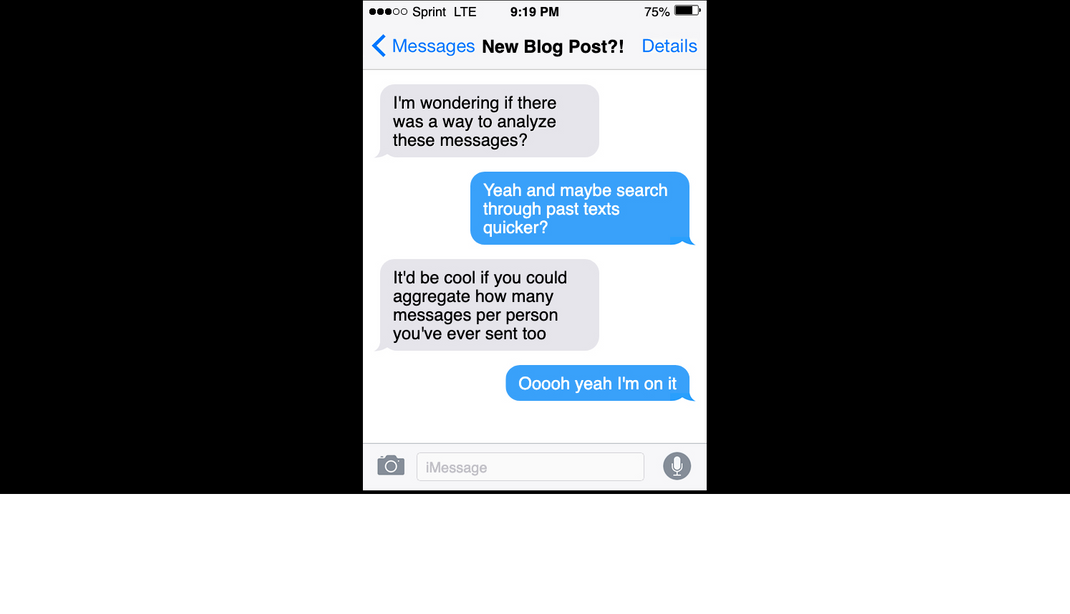 Sprint LTE 9:19 PM 75%
Messages New Blog Post?! Details
I'm wondering if there
was a way to analyze
these messages?
Yeah and maybe search
through past texts
quicker?
It'd be cool if you could
aggregate how many
messages per person
you've ever sent too
Ooooh yeah I'm on it
iMessage